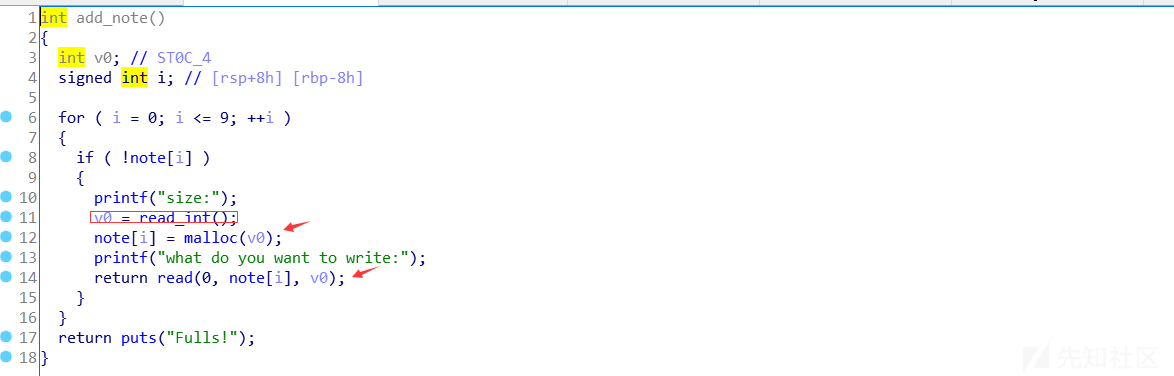 1 int add_note()
2 {
3 int v0; // ST0C_4
4 signed int i; // [rsp+8h] [rbp-8h]
5
6 for ( i = 0; i <= 9; ++i )
7 {
8 if ( !note[i] )
9 {
10 printf("size:");
11 v0 = read_int();
12 note[i] = malloc(v0);
13 printf("what do you want to write:");
14 return read(0, note[i], v0);
15 }
16 }
17 return puts("Fulls!");
18 }
先知社区